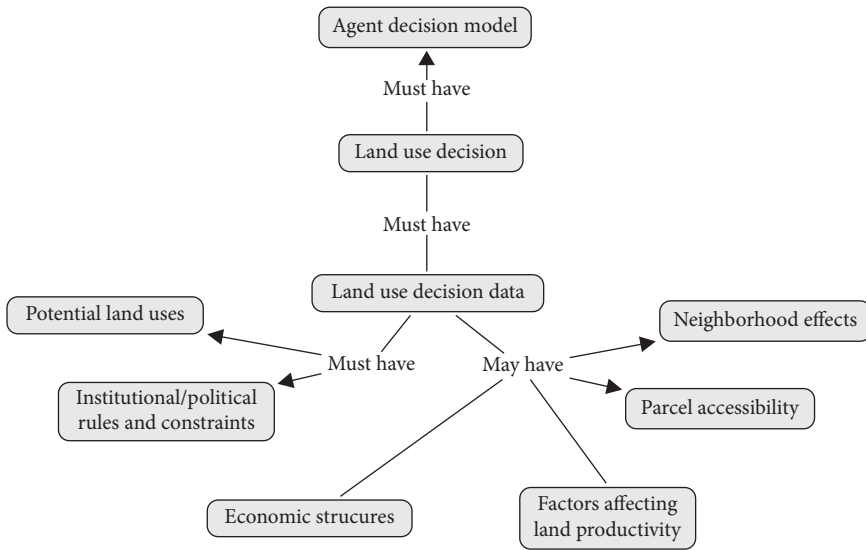 Agent decision model
Must have
Land use decision
Must have
Land use decision data
Potential land uses
Neighborhood effects
Must have
May have
Institutional/political
rules and constraints
Parcel accessibility
Economic strucures
Factors affecting
land productivity